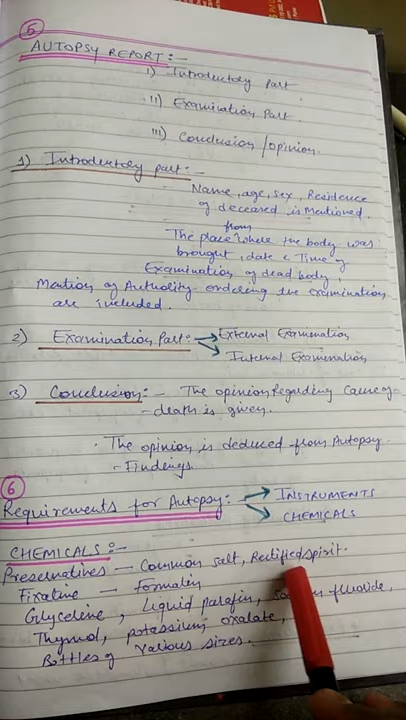 5
AUTOPSY REPORT:-
i) Introductory Part
ii) Examination Part.
iii) Conclusion/opinion.
1) Introductory part:-
Name, age, sex, Residence
of deceased is Mentioned.
from
The place where the body was
brought, date & Time of
Examination of dead body,
Mention of Authority ordering the examination
are included.
2) Examination Part:- → External Examination
→ Internal Examination
3) Conclusion:- The opinion Regarding Cause of
- death is given.
. The opinion is deduced from Autopsy
- Findings.
6
Requirements for Autopsy:- → INSTRUMENTS
→ CHEMICALS
CHEMICALS:-
Preservatives — Common salt, Rectified spirit.
Fixative — Formalin
Glycerine, Liquid parafin, fluoride,
Thymol, potassium oxalate,
Bottles of various sizes.